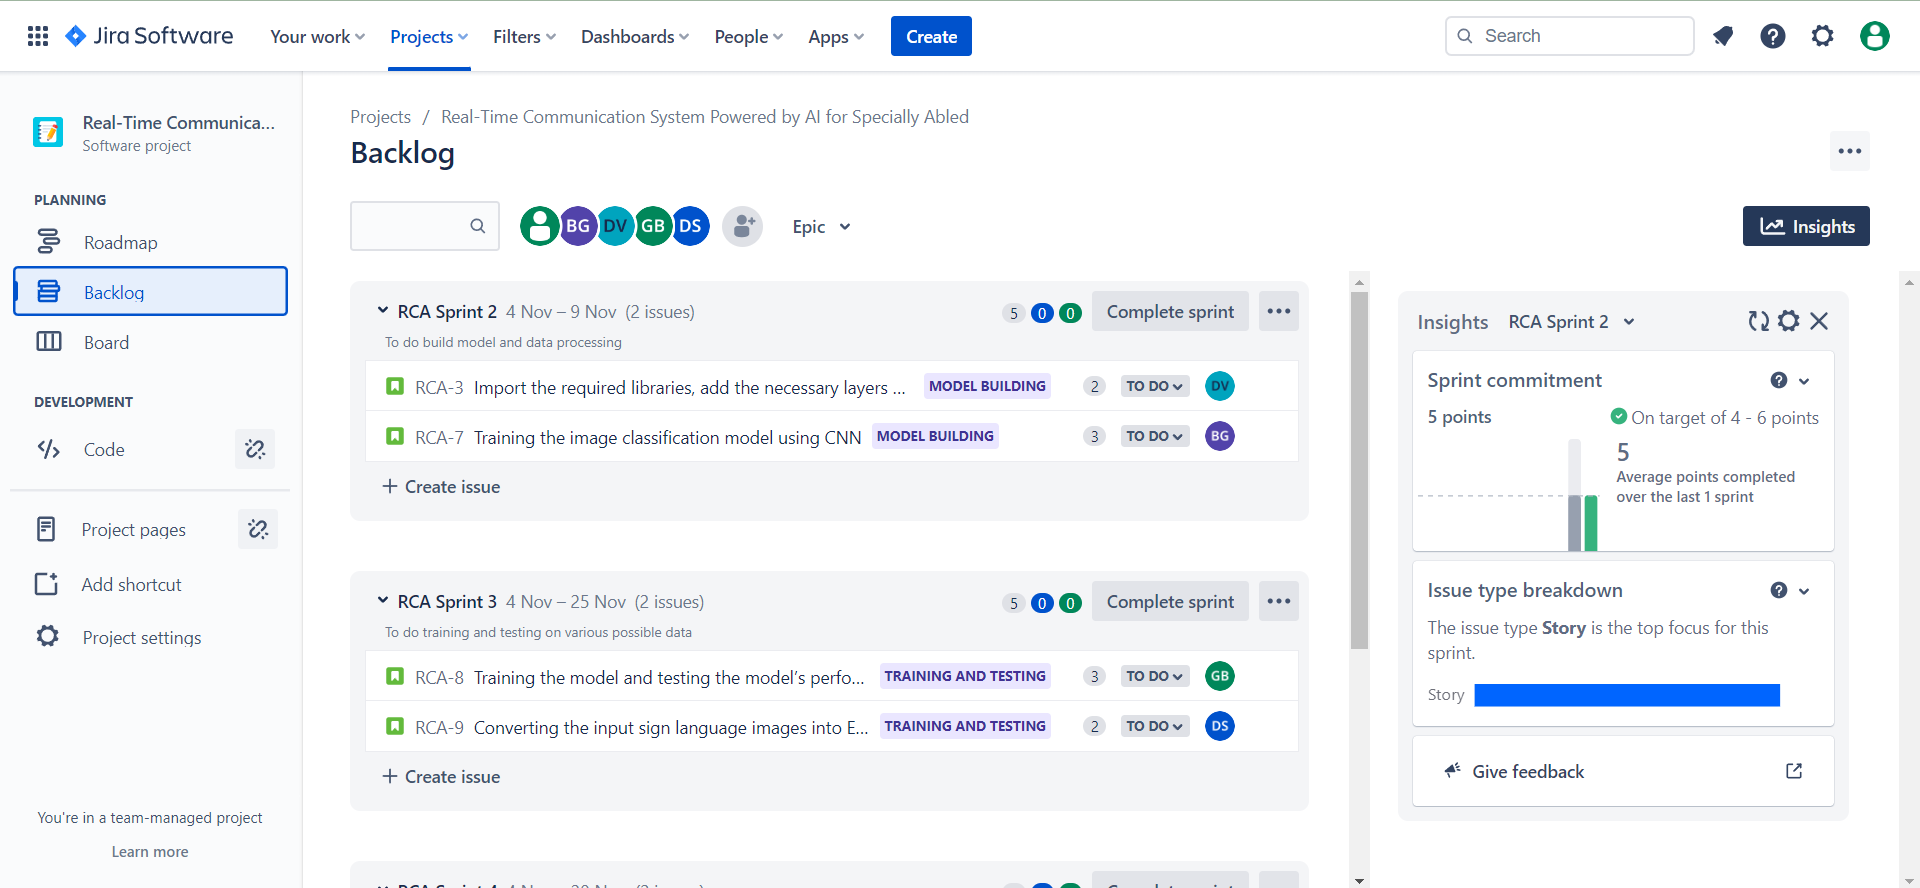 Jira Software Your work Projects Filters Dashboards People Apps Create Search
Real-Time Communica...
Software project
PLANNING
Roadmap
Backlog
Board
DEVELOPMENT
Code
Project pages
Add shortcut
Project settings
You're in a team-managed project
Learn more
Projects / Real-Time Communication System Powered by AI for Specially Abled
Backlog
BG DV GB DS Epic Insights
RCA Sprint 2 4 Nov – 9 Nov (2 issues) 5 0 0 Complete sprint
To do build model and data processing
RCA-3 Import the required libraries, add the necessary layers ... MODEL BUILDING 2 TO DO DV
RCA-7 Training the image classification model using CNN MODEL BUILDING 3 TO DO BG
+ Create issue
RCA Sprint 3 4 Nov – 25 Nov (2 issues) 5 0 0 Complete sprint
To do training and testing on various possible data
RCA-8 Training the model and testing the model's perfo... TRAINING AND TESTING 3 TO DO GB
RCA-9 Converting the input sign language images into E... TRAINING AND TESTING 2 TO DO DS
+ Create issue
Insights RCA Sprint 2
Sprint commitment
5 points On target of 4 - 6 points
5
Average points completed
over the last 1 sprint
Issue type breakdown
The issue type Story is the top focus for this
sprint.
Story
Give feedback